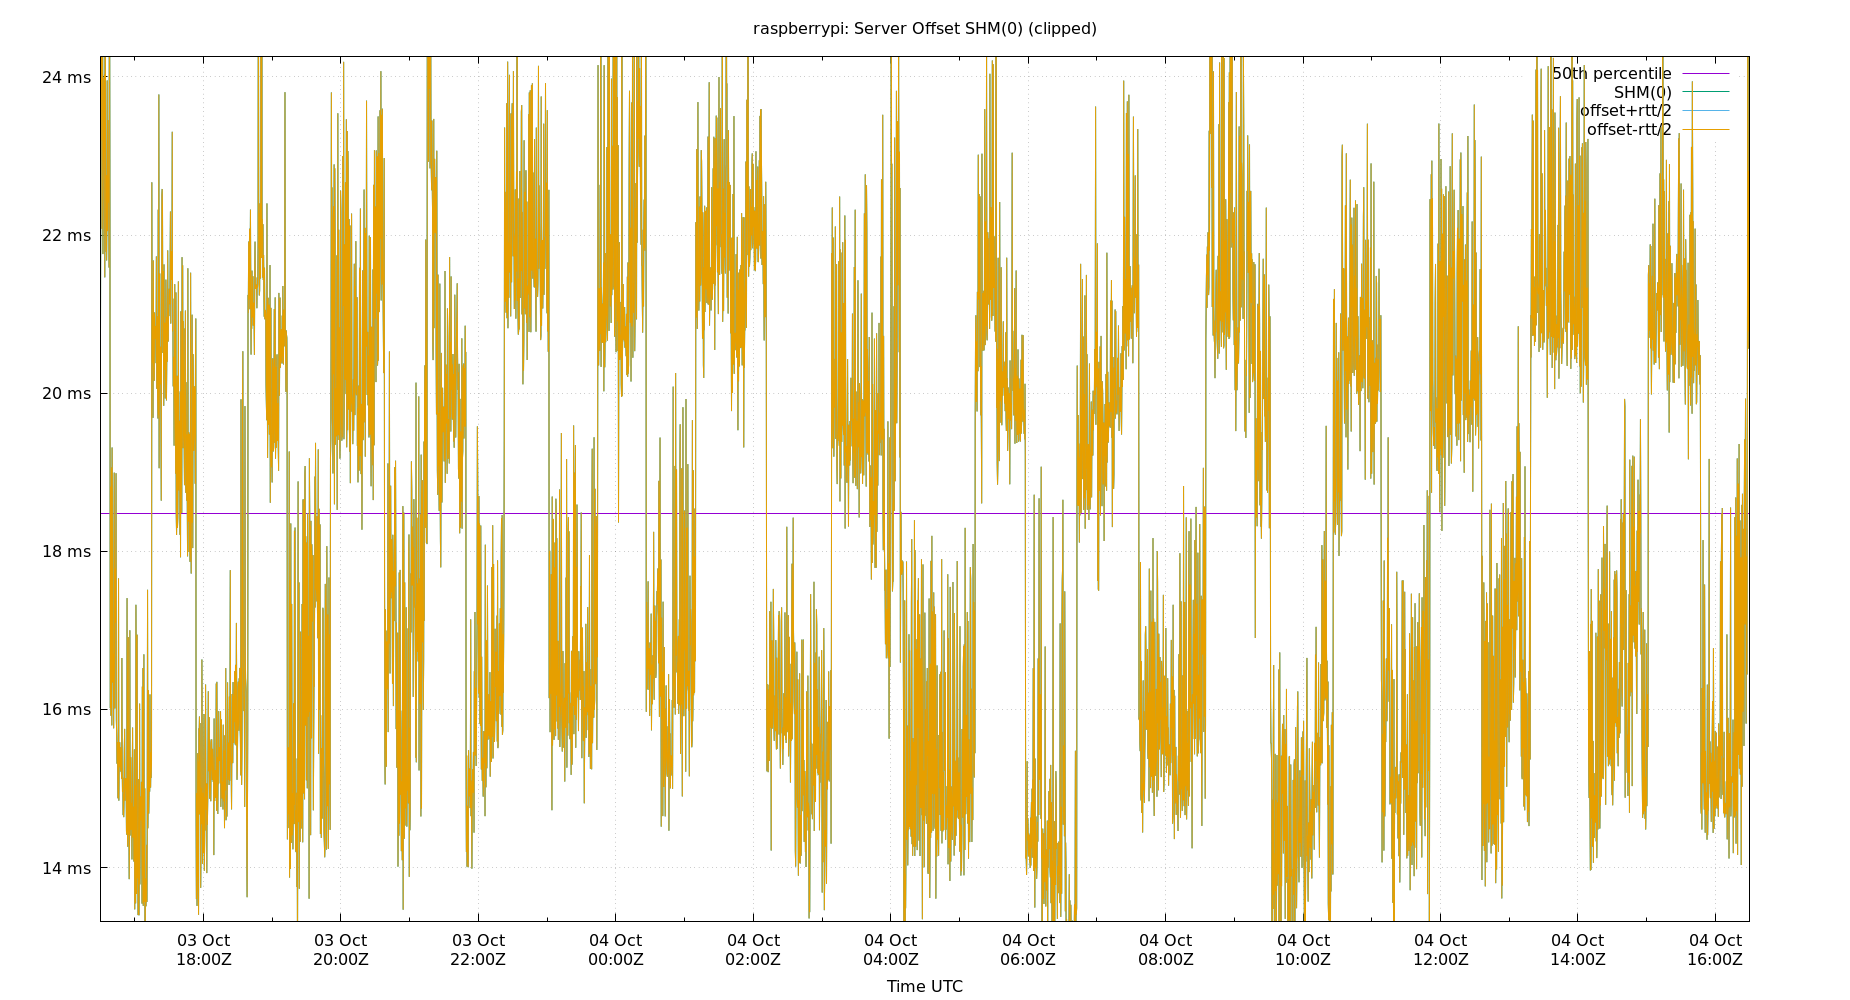 raspberrypi: Server Offset SHM(0) (clipped)
50th percentile
SHM(0)
offset+rtt/2
offset-rtt/2
24 ms
22 ms
20 ms
18 ms
16 ms
14 ms
03 Oct 03 Oct 03 Oct 04 Oct 04 Oct 04 Oct 04 Oct 04 Oct 04 Oct 04 Oct 04 Oct 04 Oct
18:00Z 20:00Z 22:00Z 00:00Z 02:00Z 04:00Z 06:00Z 08:00Z 10:00Z 12:00Z 14:00Z 16:00Z
Time UTC